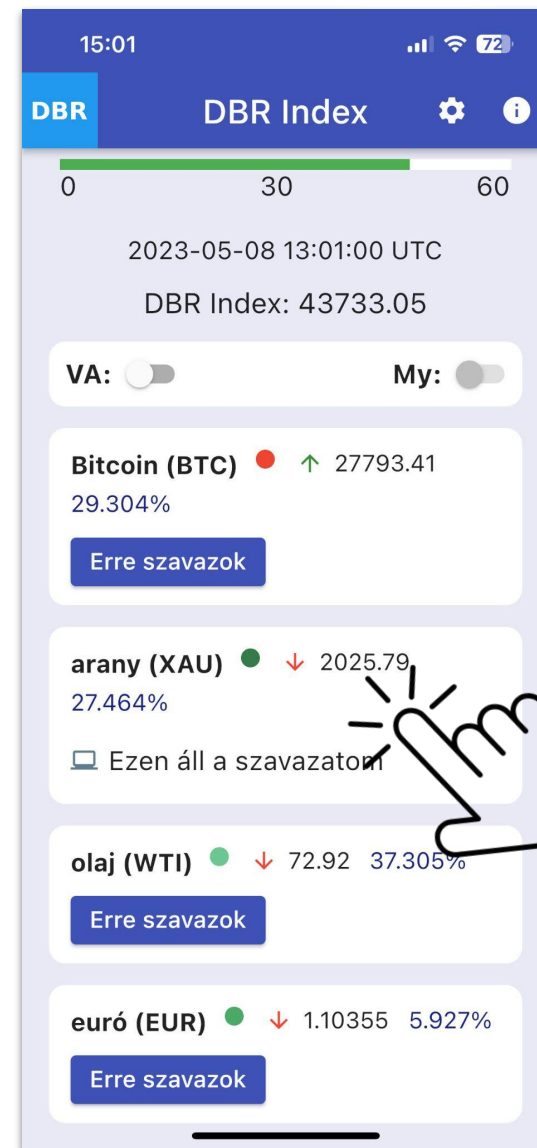 15:01 72
DBR DBR Index
0 30 60
2023-05-08 13:01:00 UTC
DBR Index: 43733.05
VA: My:
Bitcoin (BTC) ↑ 27793.41
29.304%
Erre szavazok
arany (XAU) ↓ 2025.79
27.464%
Ezen áll a szavazatom
olaj (WTI) ↓ 72.92 37.305%
Erre szavazok
euró (EUR) ↓ 1.10355 5.927%
Erre szavazok